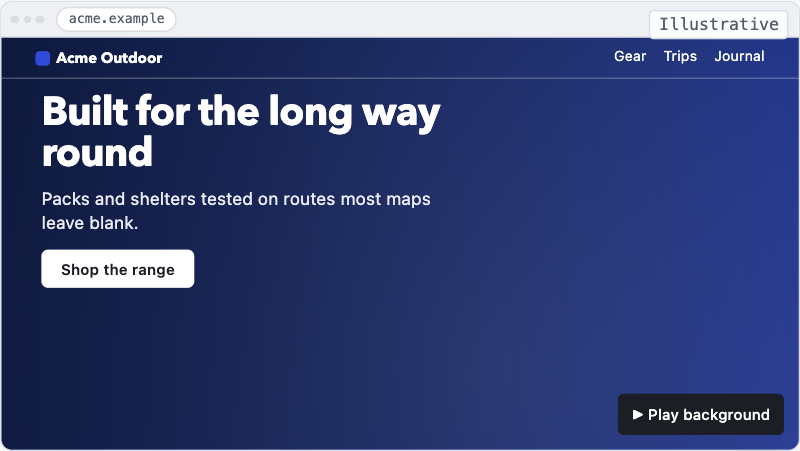 acme.example
Illustrative
Acme Outdoor
Gear Trips Journal
Built for the long way
round
Packs and shelters tested on routes most maps
leave blank.
Shop the range
Play background